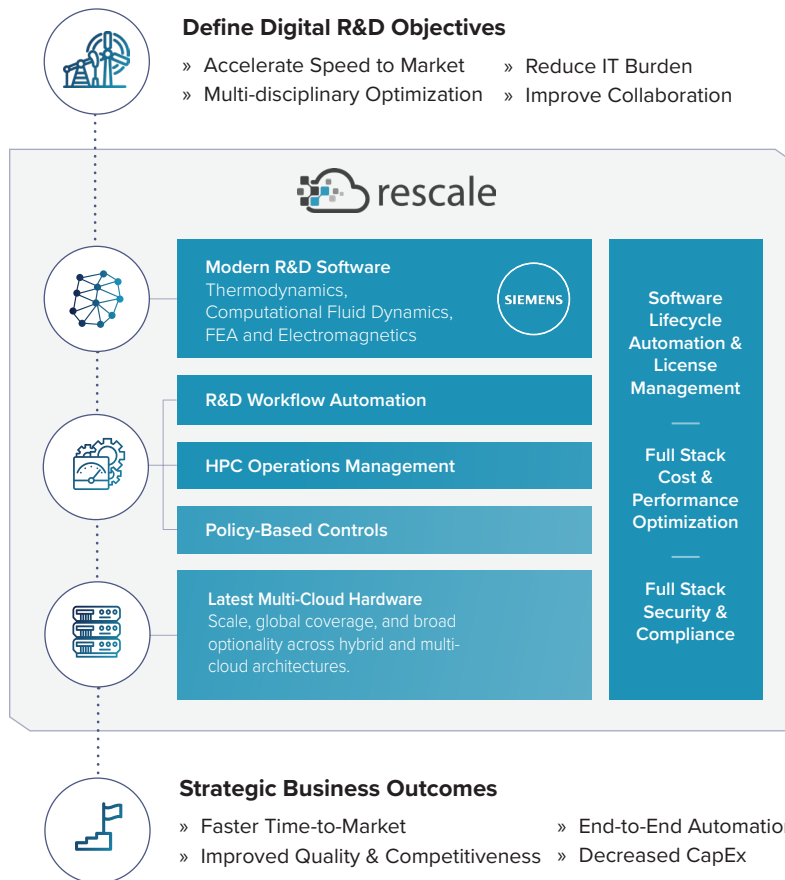 Define Digital R&D Objectives
» Accelerate Speed to Market » Reduce IT Burden
» Multi-disciplinary Optimization » Improve Collaboration
rescale
Modern R&D Software
Thermodynamics,
Computational Fluid Dynamics,
FEA and Electromagnetics
SIEMENS
R&D Workflow Automation
HPC Operations Management
Policy-Based Controls
Latest Multi-Cloud Hardware
Scale, global coverage, and broad
optionality across hybrid and multi-
cloud architectures.
Software
Lifecycle
Automation &
License
Management
Full Stack
Cost &
Performance
Optimization
Full Stack
Security &
Compliance
Strategic Business Outcomes
» Faster Time-to-Market » End-to-End Automation
» Improved Quality & Competitiveness » Decreased CapEx